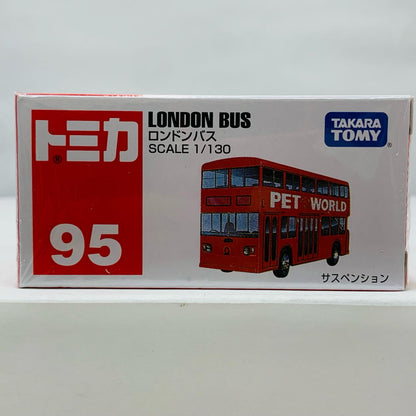 トミカ®
95
LONDON BUS
ロンドンバス
SCALE 1/130
TAKARA
TOMY®
PET WORLD
サスペンション